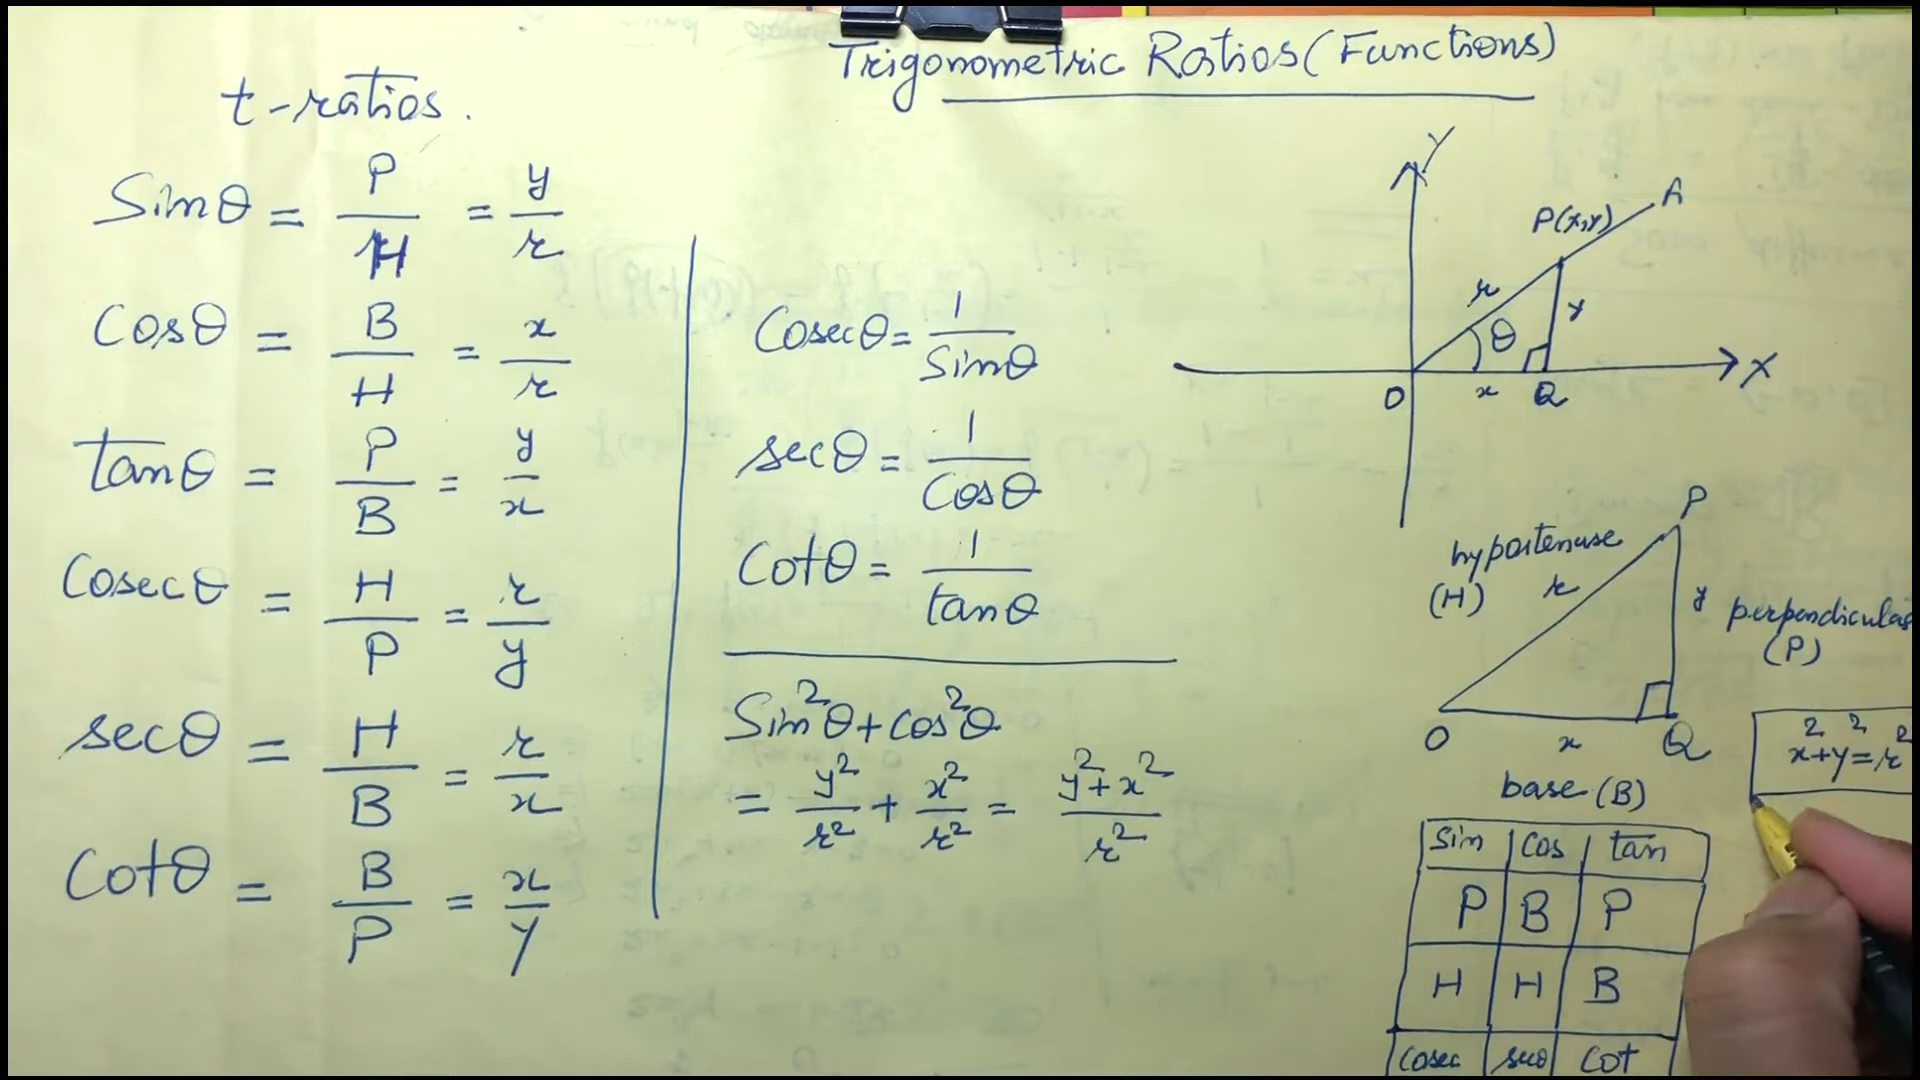 Trigonometric Ratios (Functions)
t-ratios.
Sinθ = P/H = y/r
Cosθ = B/H = x/r
tanθ = P/B = y/x
Cosecθ = H/P = r/y
secθ = H/B = r/x
Cotθ = B/P = x/y
Cosecθ = 1/Sinθ
secθ = 1/Cosθ
Cotθ = 1/tanθ
Sin²θ + cos²θ
= y²/r² + x²/r² = y²+x²/r²
Y
A
P(x,y)
r
θ
y
O
x
Q
X
P
hypotenuse
(H)
r
y
perpendicular
(P)
O
x
Q
base (B)
x²+y²=r²
Sin Cos tan
P B P
H H B
Cosec sec Cot